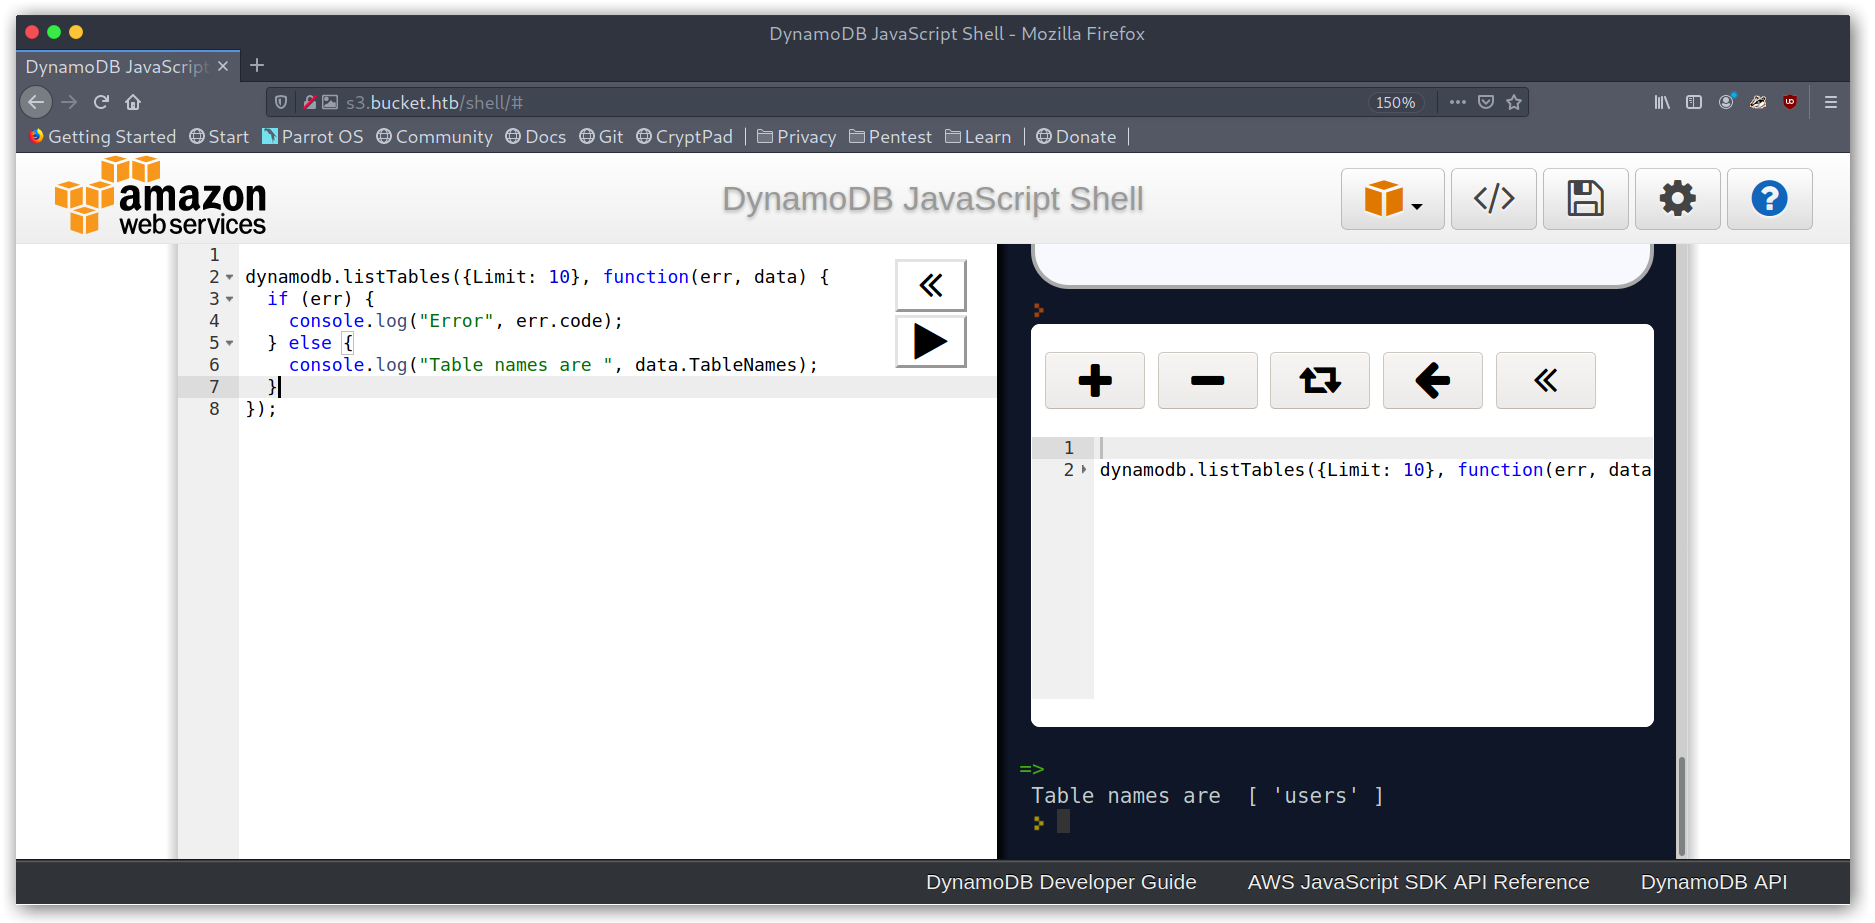 DynamoDB JavaScript Shell - Mozilla Firefox
DynamoDB JavaScript
s3.bucket.htb/shell/#
150%
Getting Started Start Parrot OS Community Docs Git CryptPad Privacy Pentest Learn Donate
amazon
web services
DynamoDB JavaScript Shell
</>
?
1
2 dynamodb.listTables({Limit: 10}, function(err, data) {
3 if (err) {
4 console.log("Error", err.code);
5 } else {
6 console.log("Table names are ", data.TableNames);
7 }
8 });
1
2 dynamodb.listTables({Limit: 10}, function(err, data
=>
Table names are  [ 'users' ]
DynamoDB Developer Guide AWS JavaScript SDK API Reference DynamoDB API